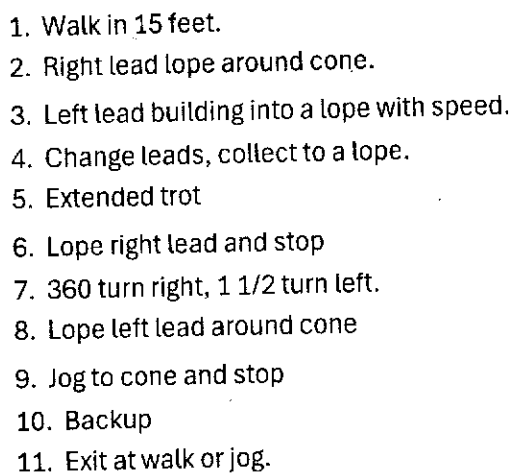 1. Walk in 15 feet.
2. Right lead lope around cone.
3. Left lead building into a lope with speed.
4. Change leads, collect to a lope.
5. Extended trot
6. Lope right lead and stop
7. 360 turn right, 1 1/2 turn left.
8. Lope left lead around cone
9. Jog to cone and stop
10. Backup
11. Exit at walk or jog.